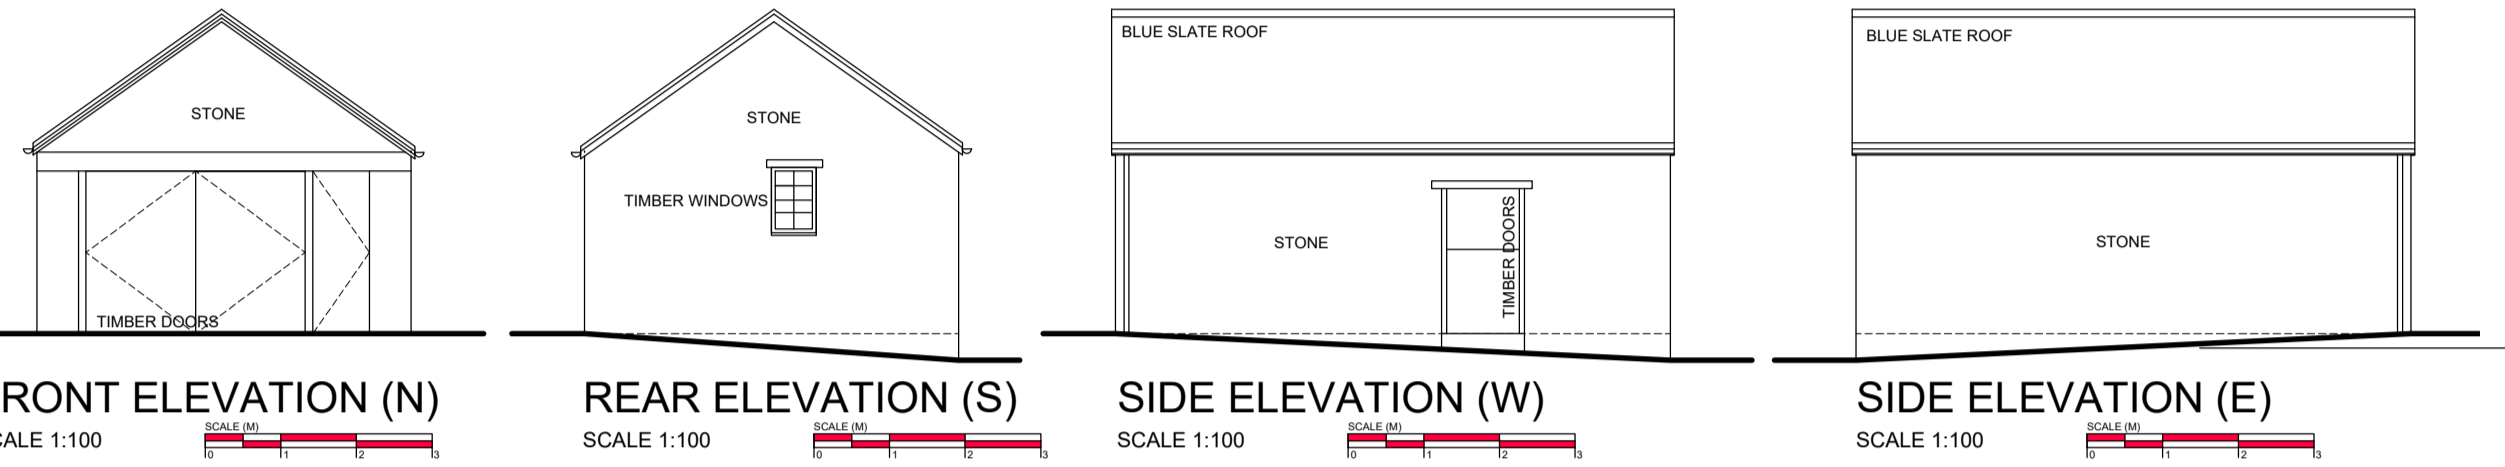 STONE
TIMBER DOORS
RONT ELEVATION (N)
CALE 1:100
SCALE (M)
0 1 2 3
STONE
TIMBER WINDOWS
REAR ELEVATION (S)
SCALE 1:100
SCALE (M)
0 1 2 3
BLUE SLATE ROOF
STONE
TIMBER DOORS
SIDE ELEVATION (W)
SCALE 1:100
SCALE (M)
0 1 2 3
BLUE SLATE ROOF
STONE
SIDE ELEVATION (E)
SCALE 1:100
SCALE (M)
0 1 2 3